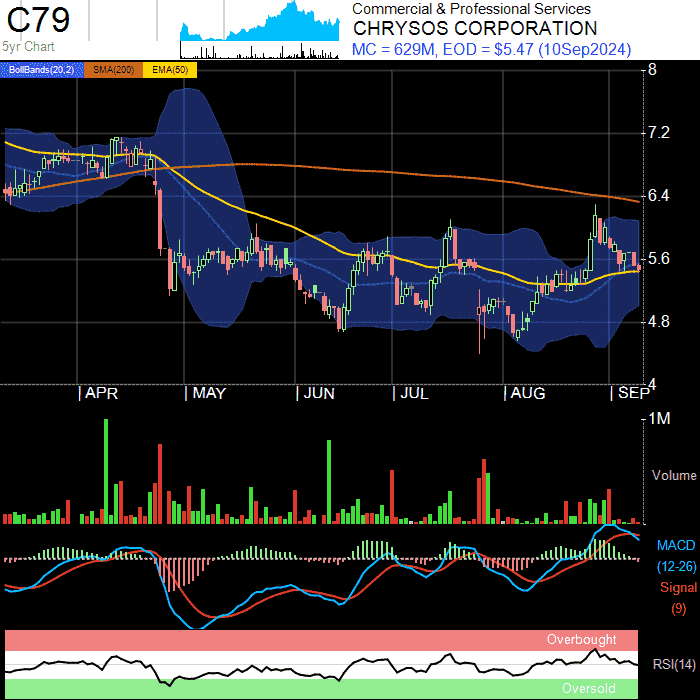 C79
5yr Chart
Commercial & Professional Services
CHRYSOS CORPORATION
MC = 629M, EOD = $5.47 (10Sep2024)
BollBands(20,2) SMA(200) EMA(50)
8
7.2
6.4
5.6
4.8
4
| APR | MAY | JUN | JUL | AUG | SEP
1M
Volume
MACD
(12-26)
Signal
(9)
Overbought
RSI(14)
Oversold